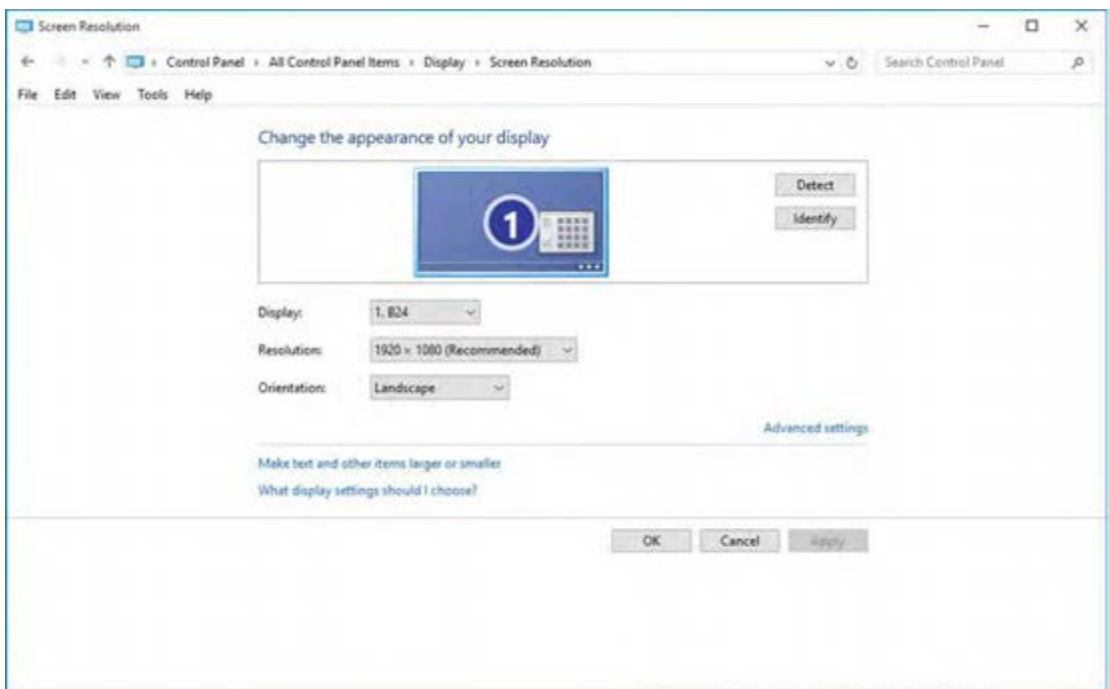 Screen Resolution
Control Panel › All Control Panel Items › Display › Screen Resolution
Search Control Panel
File Edit View Tools Help
Change the appearance of your display
1
Detect
Identify
Display: 1. B24
Resolution: 1920 × 1080 (Recommended)
Orientation: Landscape
Advanced settings
Make text and other items larger or smaller
What display settings should I choose?
OK Cancel Apply